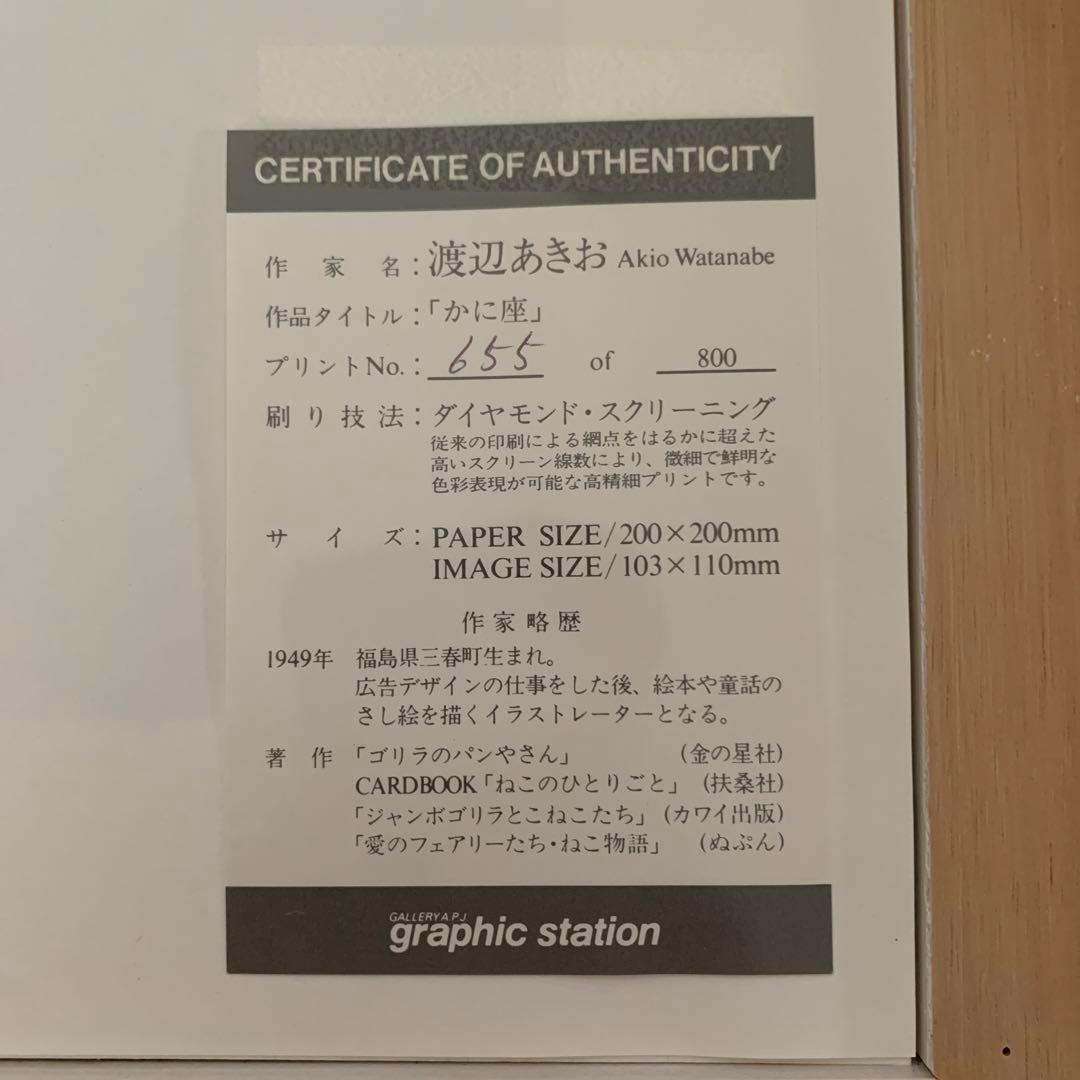 CERTIFICATE OF AUTHENTICITY
作家名：渡辺あきお Akio Watanabe
作品タイトル：「かに座」
プリントNo.：655 of 800
刷り技法：ダイヤモンド・スクリーニング
従来の印刷による網点をはるかに超えた
高いスクリーン線数により、微細で鮮明な
色彩表現が可能な高精細プリントです。
サイズ：PAPER SIZE/200×200mm
IMAGE SIZE/103×110mm
作家略歴
1949年 福島県三春町生まれ。
広告デザインの仕事をした後、絵本や童話の
さし絵を描くイラストレーターとなる。
著作 「ゴリラのパンやさん」 (金の星社)
CARDBOOK「ねこのひとりごと」 (扶桑社)
「ジャンボゴリラとこねこたち」 (カワイ出版)
「愛のフェアリーたち・ねこ物語」 (ぬぷん)
GALLERY A.P.J
graphic station